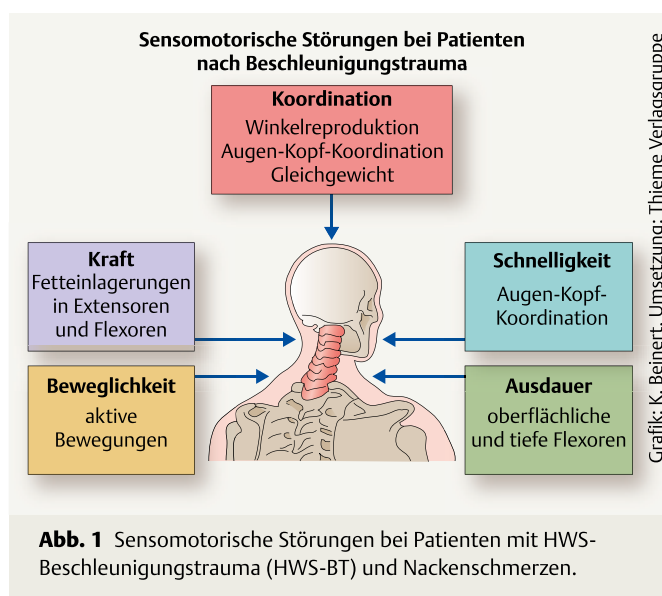 Sensomotorische Störungen bei Patienten
nach Beschleunigungstrauma
Koordination
Winkelreproduktion
Augen-Kopf-Koordination
Gleichgewicht
Kraft
Fetteinlagerungen
in Extensoren
und Flexoren
Schnelligkeit
Augen-Kopf-
Koordination
Beweglichkeit
aktive
Bewegungen
Ausdauer
oberflächliche
und tiefe Flexoren
Grafik: K. Beinert, Umsetzung: Thieme Verlagsgruppe
Abb. 1 Sensomotorische Störungen bei Patienten mit HWS-
Beschleunigungstrauma (HWS-BT) und Nackenschmerzen.